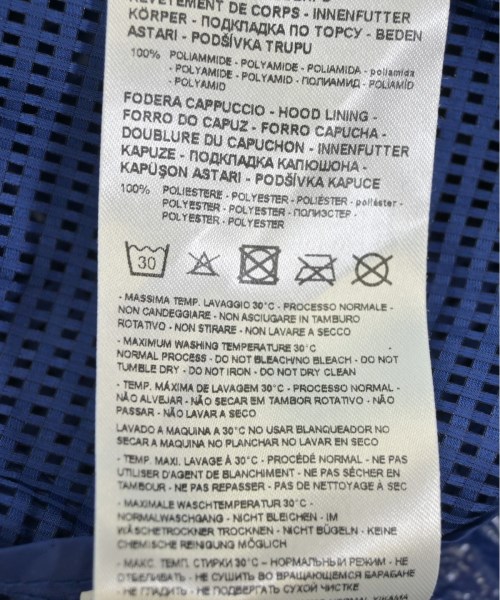 REVETEMENT DE CORPS - INNENFUTTER
KÖRPER - ПОДКЛАДКА ПО ТОРСУ - BEDEN
ASTARI - PODŠÍVKA TRUPU
100% POLIAMMIDE - POLYAMIDE - POLIAMIDA - poliamida
- POLYAMIDE - POLYAMID - ПОЛИАМИД - POLIAMİD
- POLYAMID
FODERA CAPPUCCIO - HOOD LINING -
FORRO DO CAPUZ - FORRO CAPUCHA -
DOUBLURE DU CAPUCHON - INNENFUTTER
KAPUZE - ПОДКЛАДКА КАПЮШОНА -
KAPÜŞON ASTARI - PODŠÍVKA KAPUCE
100% POLIESTERE - POLYESTER - POLIÉSTER - poliéster -
POLYESTER - POLYESTER - ПОЛИЭСТЕР -
POLYESTER - POLYESTER
30
- MASSIMA TEMP. LAVAGGIO 30°C - PROCESSO NORMALE -
NON CANDEGGIARE - NON ASCIUGARE IN TAMBURO
ROTATIVO - NON STIRARE - NON LAVARE A SECCO
- MAXIMUM WASHING TEMPERATURE 30°C
NORMAL PROCESS - DO NOT BLEACH/NO BLEACH - DO NOT
TUMBLE DRY - DO NOT IRON - DO NOT DRY CLEAN
- TEMP. MÁXIMA DE LAVAGEM 30°C - PROCESSO NORMAL -
NÃO ALVEJAR - NÃO SECAR EM TAMBOR ROTATIVO - NÃO
PASSAR - NÃO LAVAR A SECO
LAVADO A MAQUINA A 30°C NO USAR BLANQUEADOR NO
SECAR A MAQUINA NO PLANCHAR NO LAVAR EN SECO
- TEMP. MAXI. LAVAGE À 30°C - PROCÉDÉ NORMAL - NE PAS
UTILISER D'AGENT DE BLANCHIMENT - NE PAS SÉCHER EN
TAMBOUR - NE PAS REPASSER - PAS DE NETTOYAGE À SEC
- MAXIMALE WASCHTEMPERATUR 30°C -
NORMALWASCHGANG - NICHT BLEICHEN - IM
WÄSCHETROCKNER TROCKNEN - NICHT BÜGELN - KEINE
CHEMISCHE REINIGUNG MÖGLICH
- МАКС. ТЕМП. СТИРКИ 30°C – НОРМАЛЬНЫЙ РЕЖИМ - НЕ
ОТБЕЛИВАТЬ - НЕ СУШИТЬ ВО ВРАЩАЮЩЕМСЯ БАРАБАНЕ
- НЕ ГЛАДИТЬ - НЕ ПОДВЕРГАТЬ СУХОЙ ЧИСТКЕ